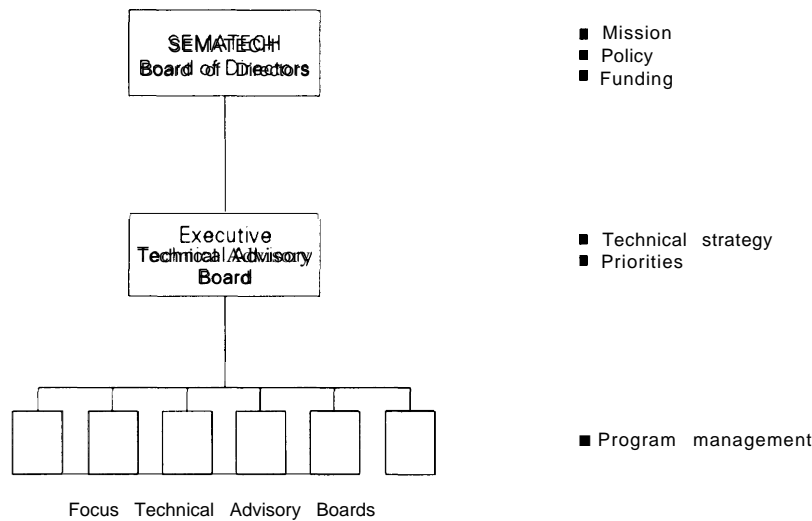 SEMATECH
Board of Directors
■ Mission
■ Policy
■ Funding
Executive
Technical Advisory
Board
■ Technical strategy
■ Priorities
■ Program management
Focus Technical Advisory Boards